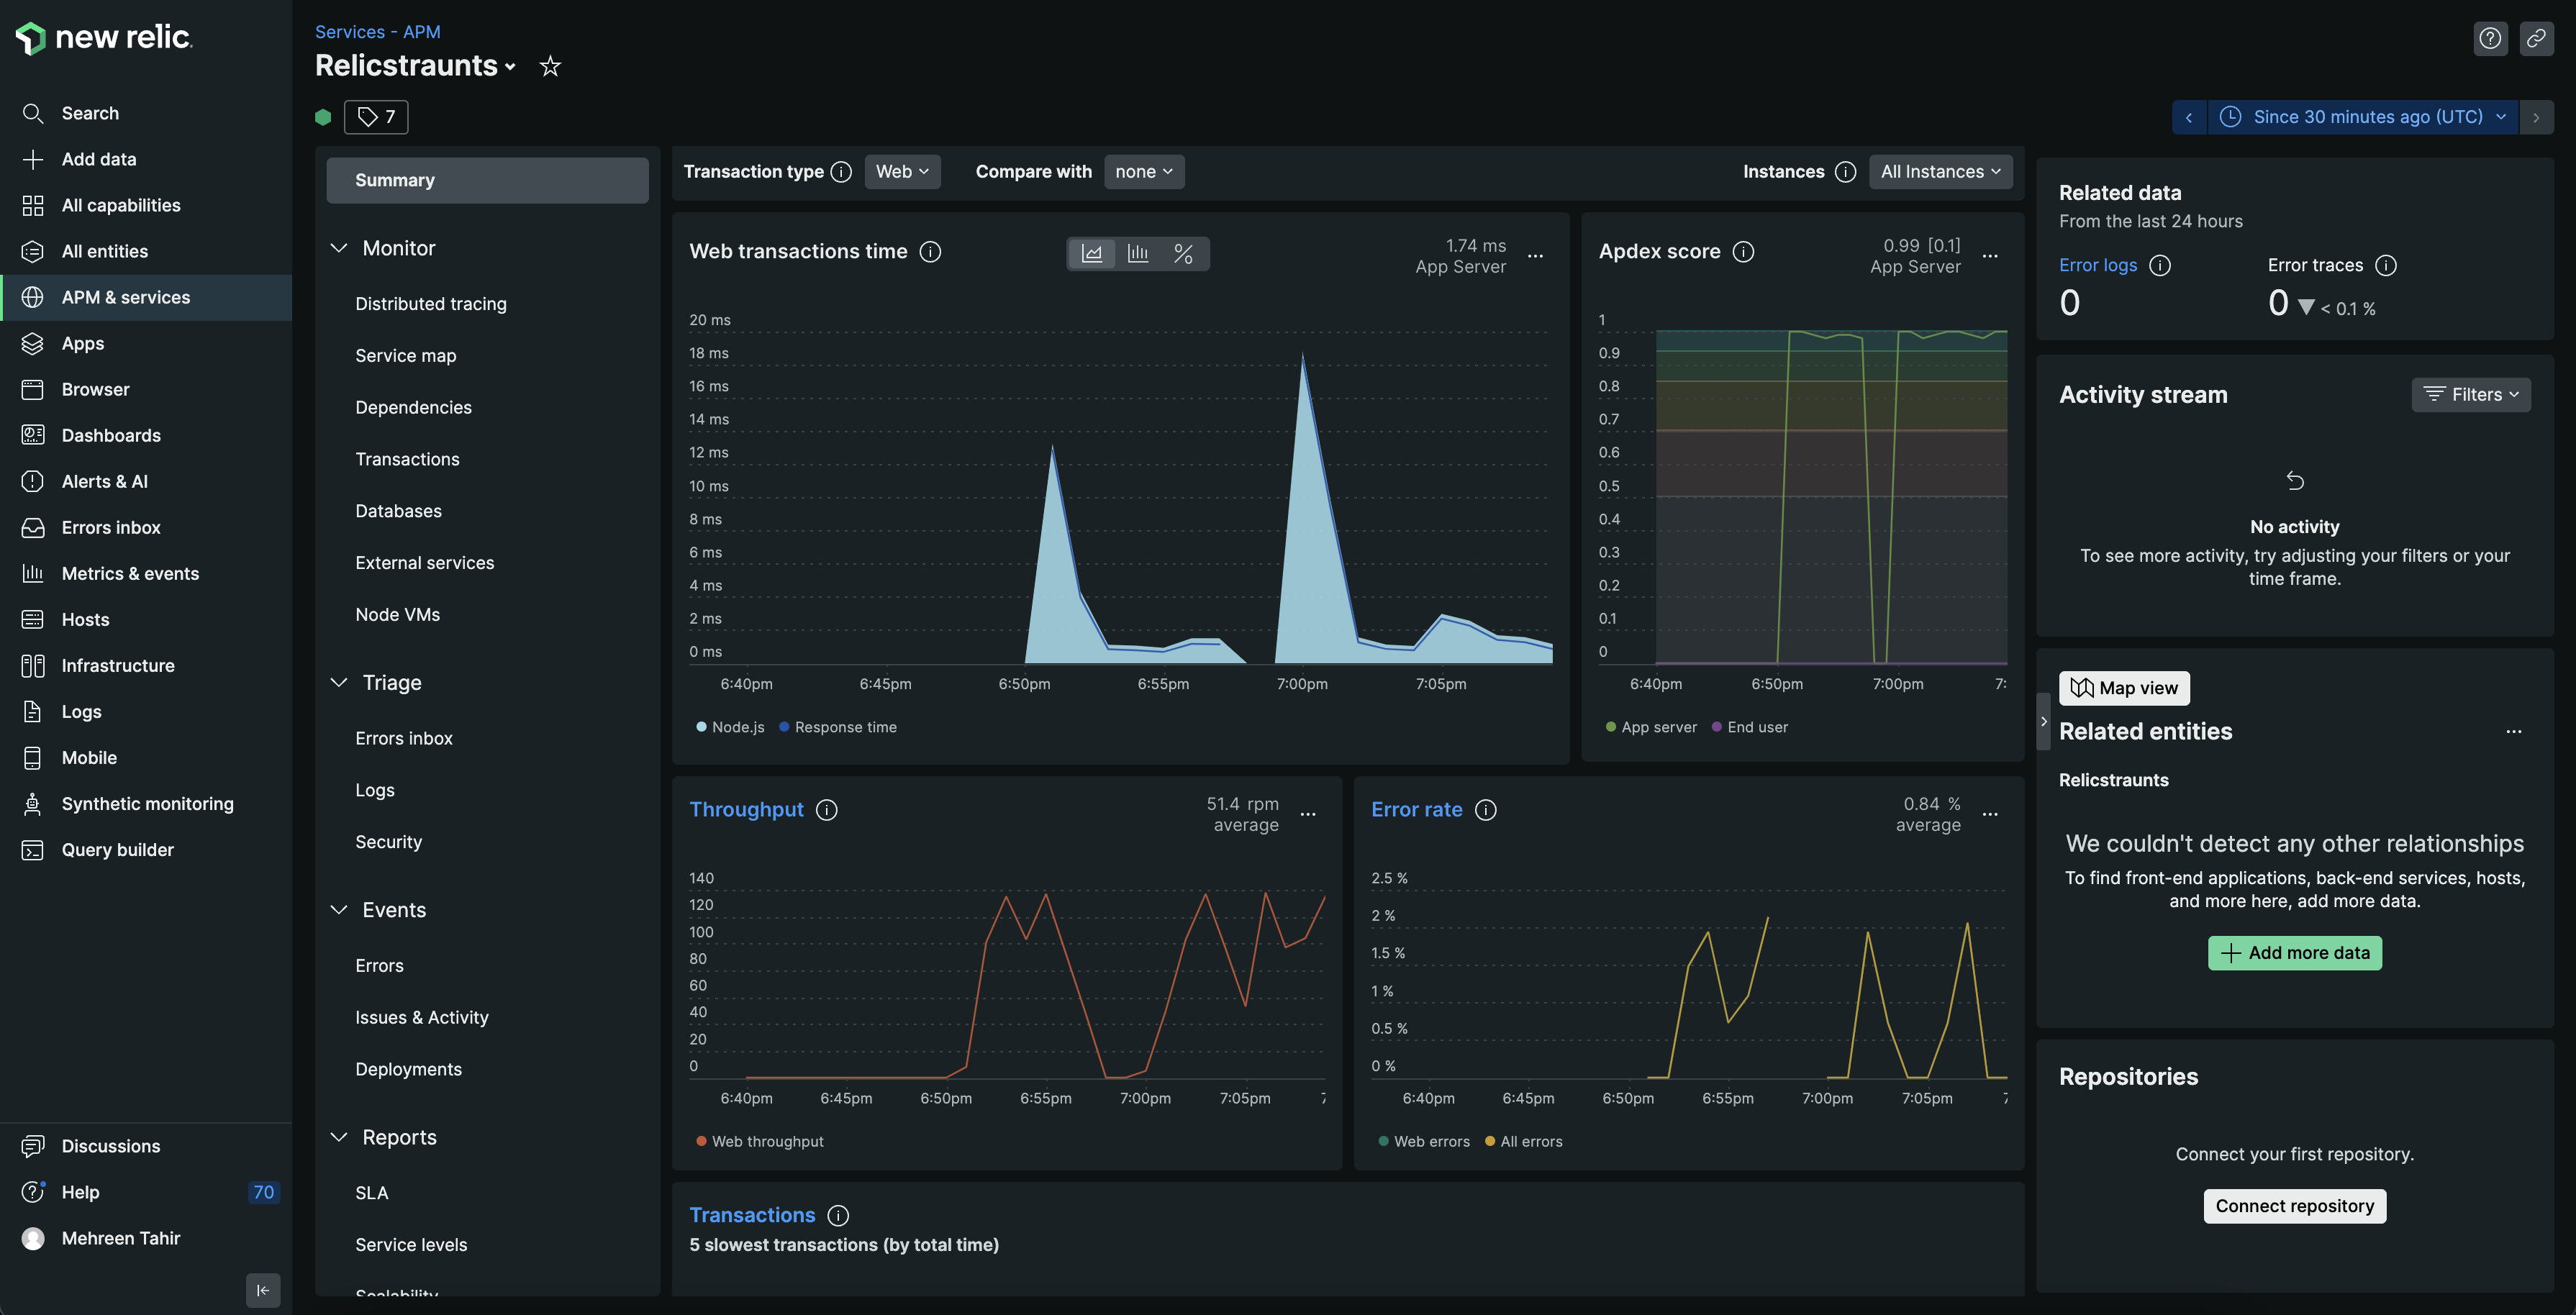 new relic.
Search
Add data
All capabilities
All entities
APM & services
Apps
Browser
Dashboards
Alerts & AI
Errors inbox
Metrics & events
Hosts
Infrastructure
Logs
Mobile
Synthetic monitoring
Query builder
Discussions
Help 70
Mehreen Tahir
Services - APM
Relicstraunts
7
Since 30 minutes ago (UTC)
Summary
Monitor
Distributed tracing
Service map
Dependencies
Transactions
Databases
External services
Node VMs
Triage
Errors inbox
Logs
Security
Events
Errors
Issues & Activity
Deployments
Reports
SLA
Service levels
Scalability
Transaction type Web Compare with none Instances All Instances
Web transactions time
%
1.74 ms
App Server
20 ms
18 ms
16 ms
14 ms
12 ms
10 ms
8 ms
6 ms
4 ms
2 ms
0 ms
6:40pm 6:45pm 6:50pm 6:55pm 7:00pm 7:05pm
Node.js Response time
Apdex score
0.99 [0.1]
App Server
1
0.9
0.8
0.7
0.6
0.5
0.4
0.3
0.2
0.1
0
6:40pm 6:50pm 7:00pm 7:
App server End user
Throughput
51.4 rpm
average
140
120
100
80
60
40
20
0
6:40pm 6:45pm 6:50pm 6:55pm 7:00pm 7:05pm 7
Web throughput
Error rate
0.84 %
average
2.5 %
2 %
1.5 %
1 %
0.5 %
0 %
6:40pm 6:45pm 6:50pm 6:55pm 7:00pm 7:05pm 7
Web errors All errors
Transactions
5 slowest transactions (by total time)
Related data
From the last 24 hours
Error logs Error traces
0 0 < 0.1 %
Activity stream Filters
No activity
To see more activity, try adjusting your filters or your
time frame.
Map view
Related entities
Relicstraunts
We couldn't detect any other relationships
To find front-end applications, back-end services, hosts,
and more here, add more data.
Add more data
Repositories
Connect your first repository.
Connect repository